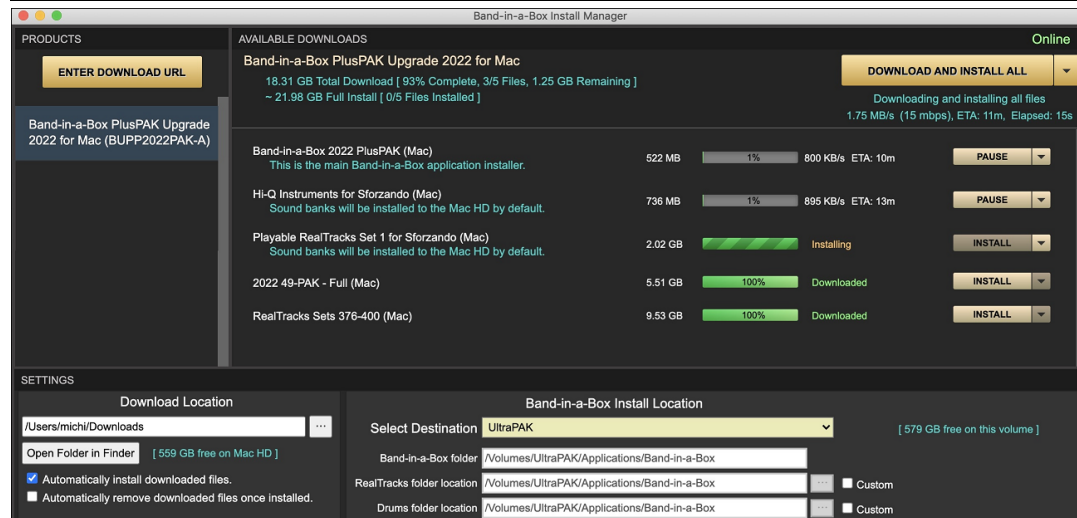 Band-in-a-Box Install Manager
PRODUCTS
ENTER DOWNLOAD URL
Band-in-a-Box PlusPAK Upgrade
2022 for Mac (BUPP2022PAK-A)
AVAILABLE DOWNLOADS
Online
Band-in-a-Box PlusPAK Upgrade 2022 for Mac
18.31 GB Total Download [ 93% Complete, 3/5 Files, 1.25 GB Remaining ]
~ 21.98 GB Full Install [ 0/5 Files Installed ]
DOWNLOAD AND INSTALL ALL
Downloading and installing all files
1.75 MB/s (15 mbps), ETA: 11m, Elapsed: 15s
Band-in-a-Box 2022 PlusPAK (Mac)
This is the main Band-in-a-Box application installer.
522 MB 1% 800 KB/s ETA: 10m PAUSE
Hi-Q Instruments for Sforzando (Mac)
Sound banks will be installed to the Mac HD by default.
736 MB 1% 895 KB/s ETA: 13m PAUSE
Playable RealTracks Set 1 for Sforzando (Mac)
Sound banks will be installed to the Mac HD by default.
2.02 GB Installing INSTALL
2022 49-PAK - Full (Mac) 5.51 GB 100% Downloaded INSTALL
RealTracks Sets 376-400 (Mac) 9.53 GB 100% Downloaded INSTALL
SETTINGS
Download Location
/Users/michi/Downloads ...
Open Folder in Finder [ 559 GB free on Mac HD ]
Automatically install downloaded files.
Automatically remove downloaded files once installed.
Band-in-a-Box Install Location
Select Destination UltraPAK [ 579 GB free on this volume ]
Band-in-a-Box folder /Volumes/UltraPAK/Applications/Band-in-a-Box
RealTracks folder location /Volumes/UltraPAK/Applications/Band-in-a-Box ... Custom
Drums folder location /Volumes/UltraPAK/Applications/Band-in-a-Box ... Custom